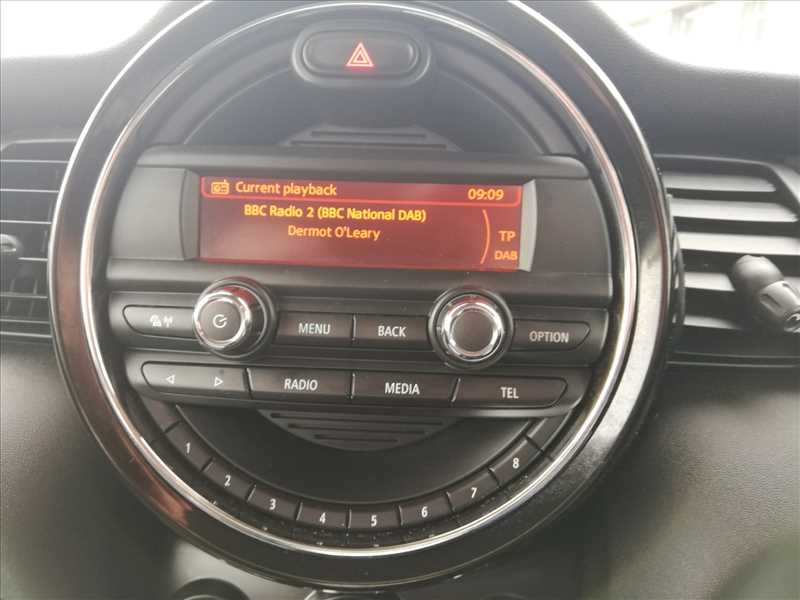 Current playback 09:09
BBC Radio 2 (BBC National DAB)
Dermot O'Leary
TP
DAB
MENU BACK OPTION
RADIO MEDIA TEL
1 2 3 4 5 6 7 8